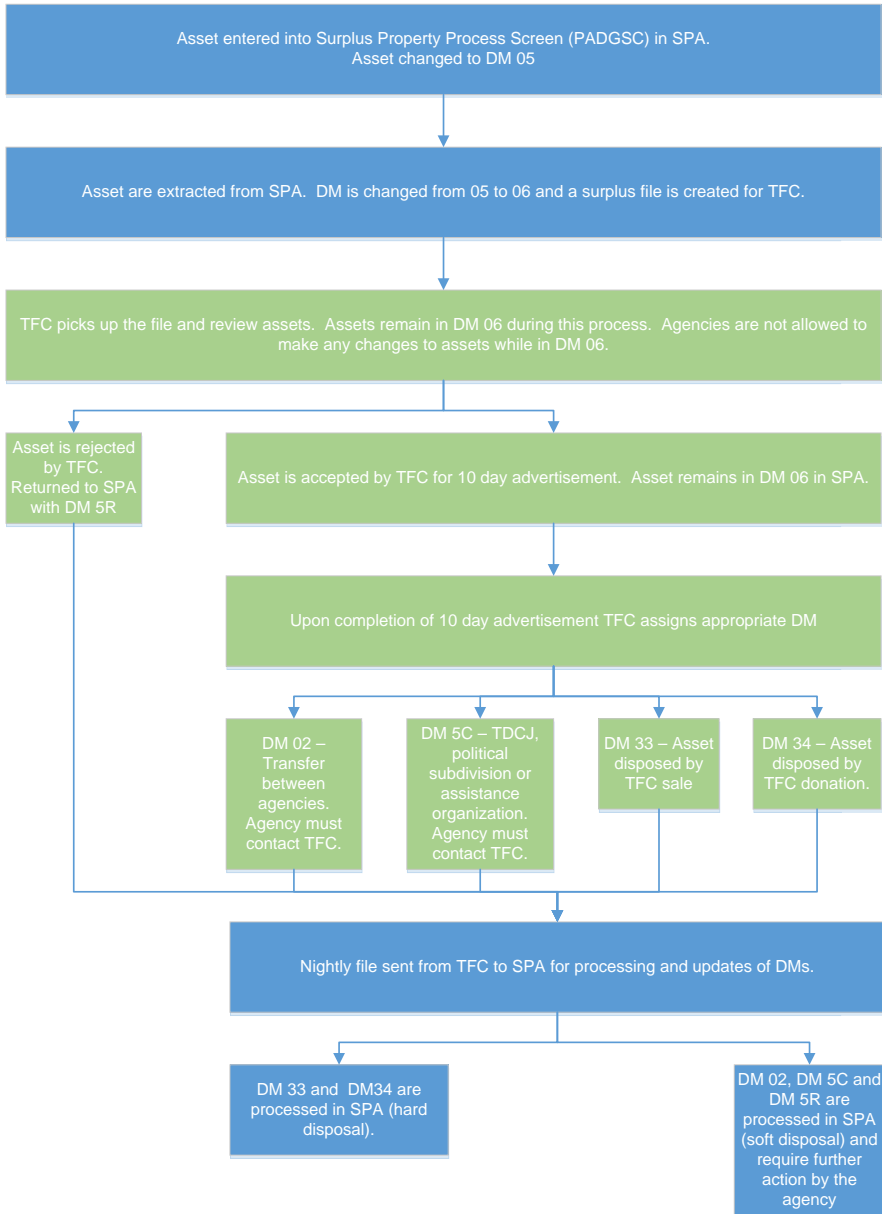 Asset entered into Surplus Property Process Screen (PADGSC) in SPA.
Asset changed to DM 05
Asset are extracted from SPA.  DM is changed from 05 to 06 and a surplus file is created for TFC.
TFC picks up the file and review assets.  Assets remain in DM 06 during this process.  Agencies are not allowed to
make any changes to assets while in DM 06.
Asset is rejected
by TFC.
Returned to SPA
with DM 5R
Asset is accepted by TFC for 10 day advertisement.  Asset remains in DM 06 in SPA.
Upon completion of 10 day advertisement TFC assigns appropriate DM
DM 02 –
Transfer
between
agencies.
Agency must
contact TFC.
DM 5C – TDCJ,
political
subdivision or
assistance
organization.
Agency must
contact TFC.
DM 33 – Asset
disposed by
TFC sale
DM 34 – Asset
disposed by
TFC donation.
Nightly file sent from TFC to SPA for processing and updates of DMs.
DM 33 and  DM34 are
processed in SPA (hard
disposal).
DM 02, DM 5C and
DM 5R are
processed in SPA
(soft disposal) and
require further
action by the
agency